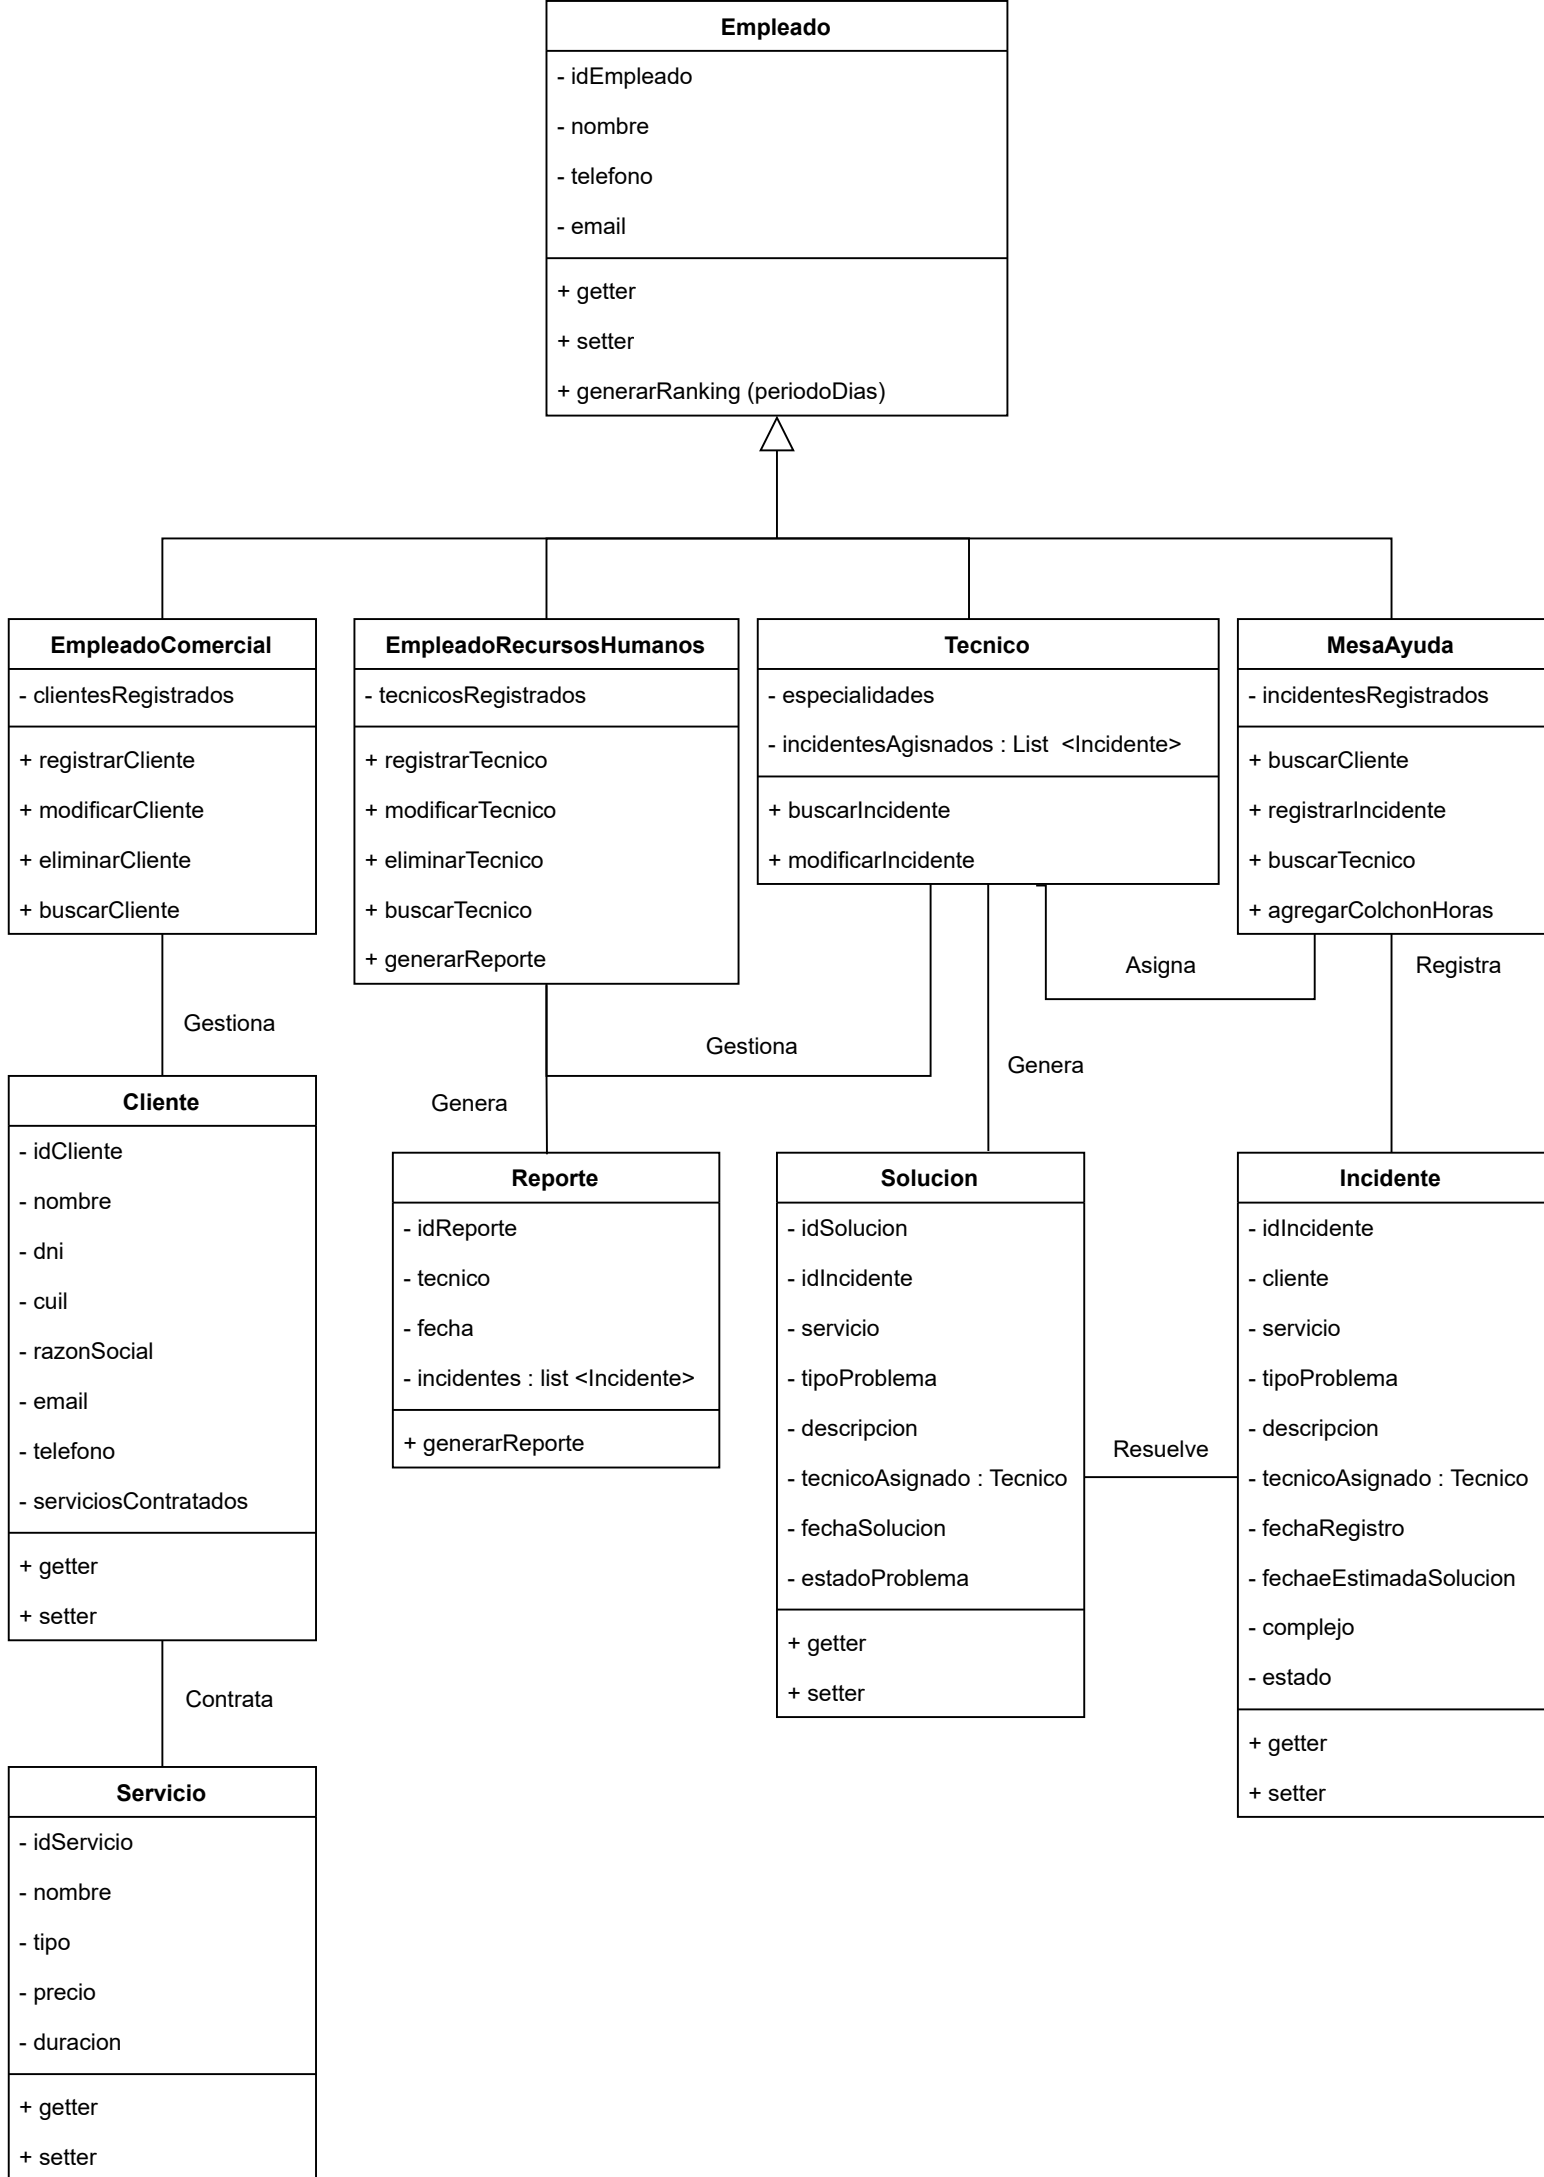 Empleado
- idEmpleado
- nombre
- telefono
- email
+ getter
+ setter
+ generarRanking (periodoDias)
EmpleadoComercial
- clientesRegistrados
+ registrarCliente
+ modificarCliente
+ eliminarCliente
+ buscarCliente
EmpleadoRecursosHumanos
- tecnicosRegistrados
+ registrarTecnico
+ modificarTecnico
+ eliminarTecnico
+ buscarTecnico
+ generarReporte
Tecnico
- especialidades
- incidentesAgisnados : List <Incidente>
+ buscarIncidente
+ modificarIncidente
MesaAyuda
- incidentesRegistrados
+ buscarCliente
+ registrarIncidente
+ buscarTecnico
+ agregarColchonHoras
Asigna
Registra
Gestiona
Gestiona
Genera
Genera
Cliente
- idCliente
- nombre
- dni
- cuil
- razonSocial
- email
- telefono
- serviciosContratados
+ getter
+ setter
Reporte
- idReporte
- tecnico
- fecha
- incidentes : list <Incidente>
+ generarReporte
Solucion
- idSolucion
- idIncidente
- servicio
- tipoProblema
- descripcion
- tecnicoAsignado : Tecnico
- fechaSolucion
- estadoProblema
+ getter
+ setter
Resuelve
Incidente
- idIncidente
- cliente
- servicio
- tipoProblema
- descripcion
- tecnicoAsignado : Tecnico
- fechaRegistro
- fechaeEstimadaSolucion
- complejo
- estado
+ getter
+ setter
Contrata
Servicio
- idServicio
- nombre
- tipo
- precio
- duracion
+ getter
+ setter